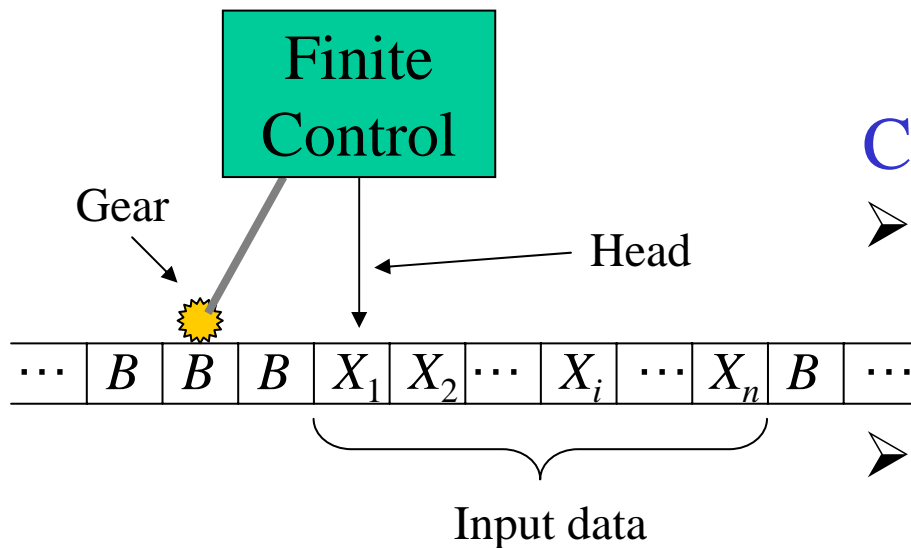 Finite
Control
C
Gear
Head
⋯ B B B X₁ X₂ ⋯ Xᵢ ⋯ Xₙ B ⋯
Input data